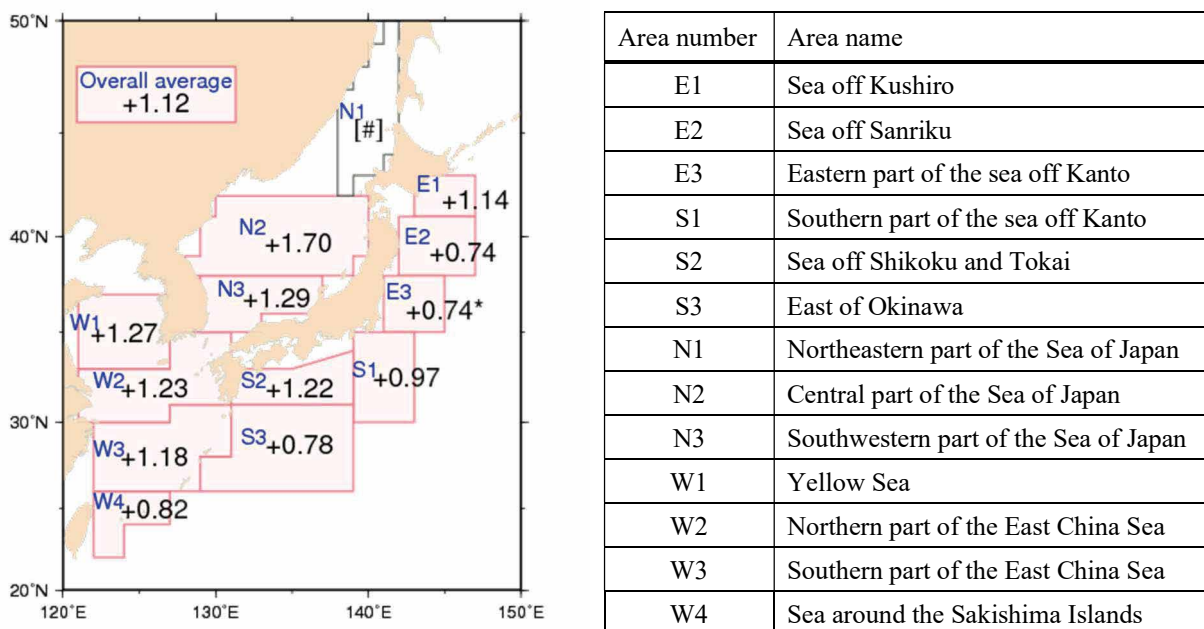 50°N
40°N
30°N
20°N
120°E
130°E
140°E
150°E
Overall average
+1.12
N1
[#]
E1
+1.14
N2
+1.70
E2
+0.74
N3
+1.29
E3
+0.74*
W1
+1.27
W2
+1.23
S2
+1.22
S1
+0.97
W3
+1.18
S3
+0.78
W4
+0.82
Area number Area name
E1 Sea off Kushiro
E2 Sea off Sanriku
E3 Eastern part of the sea off Kanto
S1 Southern part of the sea off Kanto
S2 Sea off Shikoku and Tokai
S3 East of Okinawa
N1 Northeastern part of the Sea of Japan
N2 Central part of the Sea of Japan
N3 Southwestern part of the Sea of Japan
W1 Yellow Sea
W2 Northern part of the East China Sea
W3 Southern part of the East China Sea
W4 Sea around the Sakishima Islands